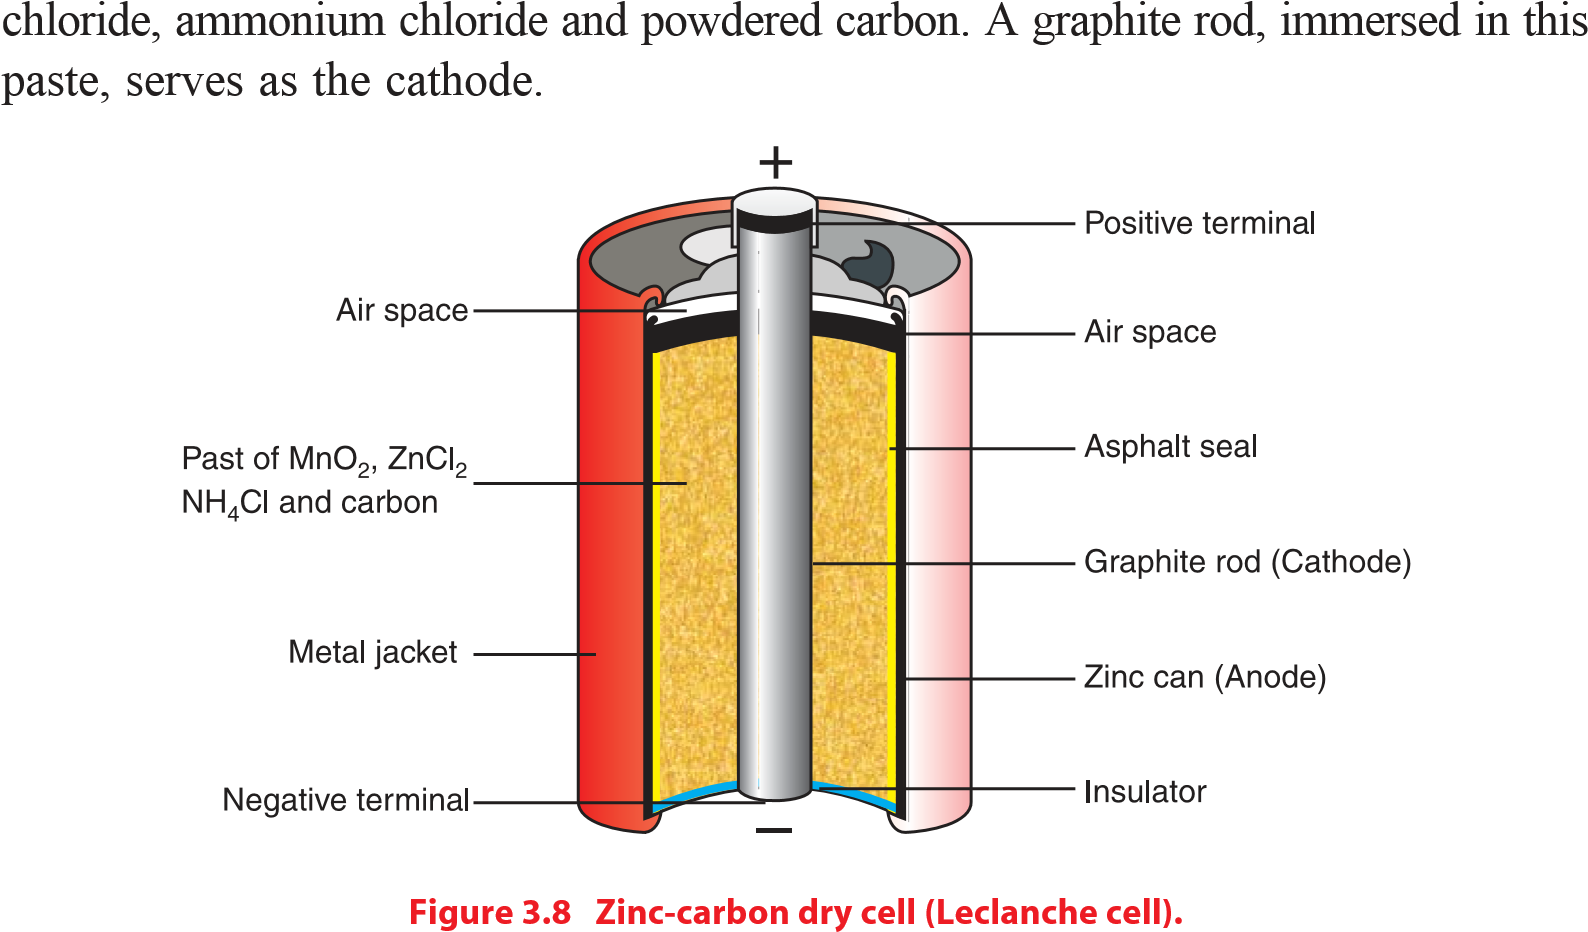 chloride, ammonium chloride and powdered carbon. A graphite rod, immersed in this
paste, serves as the cathode.
+
Positive terminal
Air space
Air space
Asphalt seal
Past of MnO₂, ZnCl₂
NH₄Cl and carbon
Graphite rod (Cathode)
Metal jacket
Zinc can (Anode)
Negative terminal
Insulator
–
Figure 3.8 Zinc-carbon dry cell (Leclanche cell).